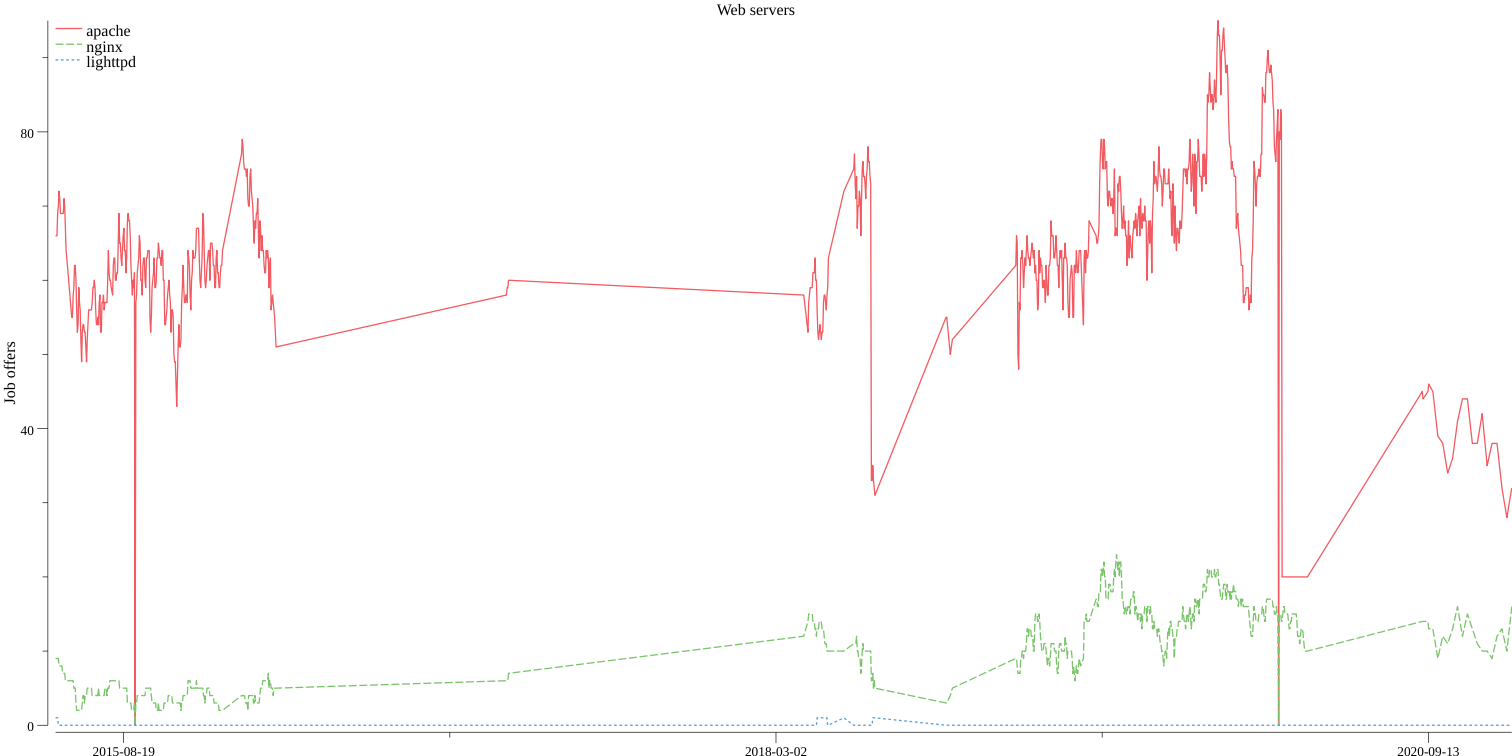 Web servers
apache
nginx
lighttpd
80
40
0
Job offers
2015-08-19
2018-03-02
2020-09-13